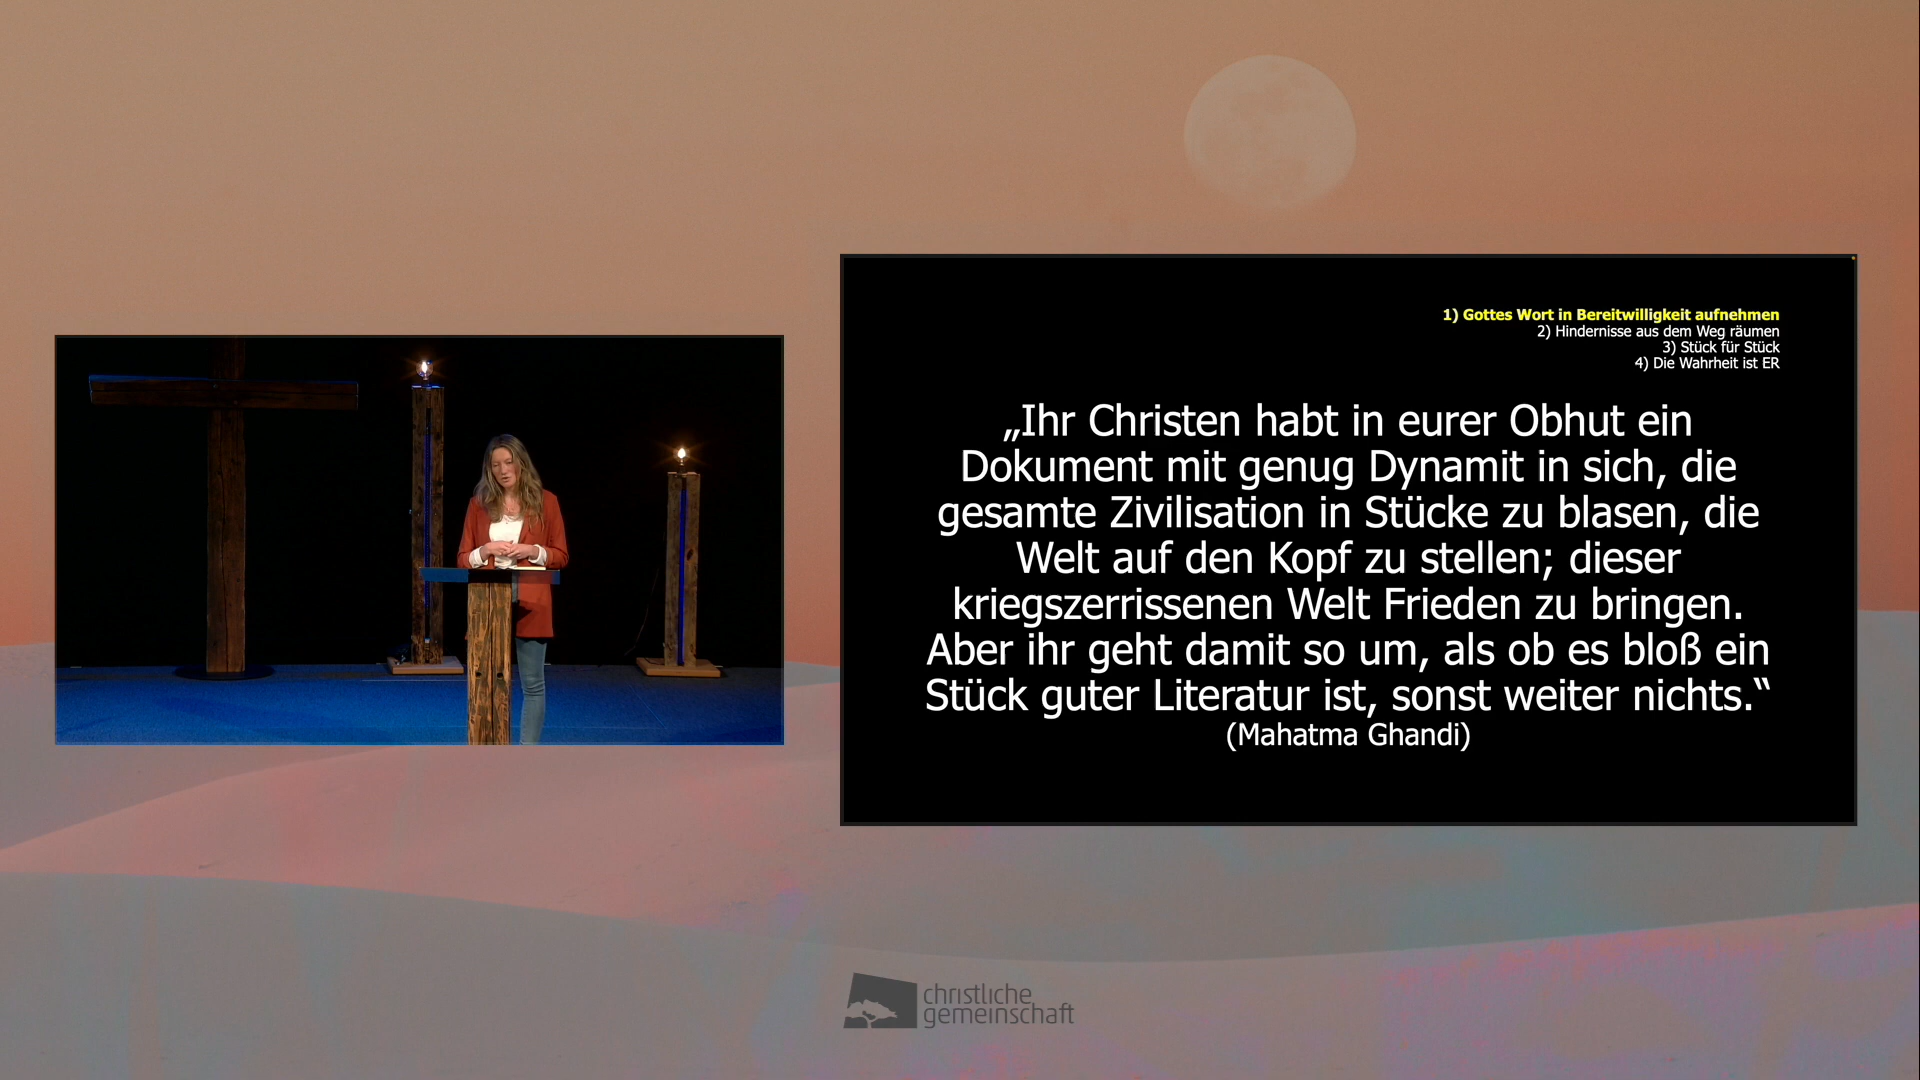 1) Gottes Wort in Bereitwilligkeit aufnehmen
2) Hindernisse aus dem Weg räumen
3) Stück für Stück
4) Die Wahrheit ist ER
„Ihr Christen habt in eurer Obhut ein
Dokument mit genug Dynamit in sich, die
gesamte Zivilisation in Stücke zu blasen, die
Welt auf den Kopf zu stellen; dieser
kriegszerrissenen Welt Frieden zu bringen.
Aber ihr geht damit so um, als ob es bloß ein
Stück guter Literatur ist, sonst weiter nichts.“
(Mahatma Ghandi)
christliche
gemeinschaft